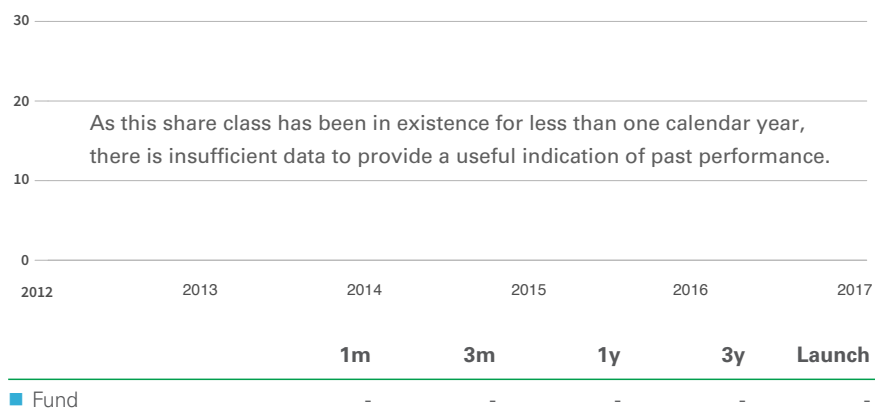 30
20
As this share class has been in existence for less than one calendar year,
there is insufficient data to provide a useful indication of past performance.
10
0
2012 2013 2014 2015 2016 2017
1m 3m 1y 3y Launch
Fund - - - - -